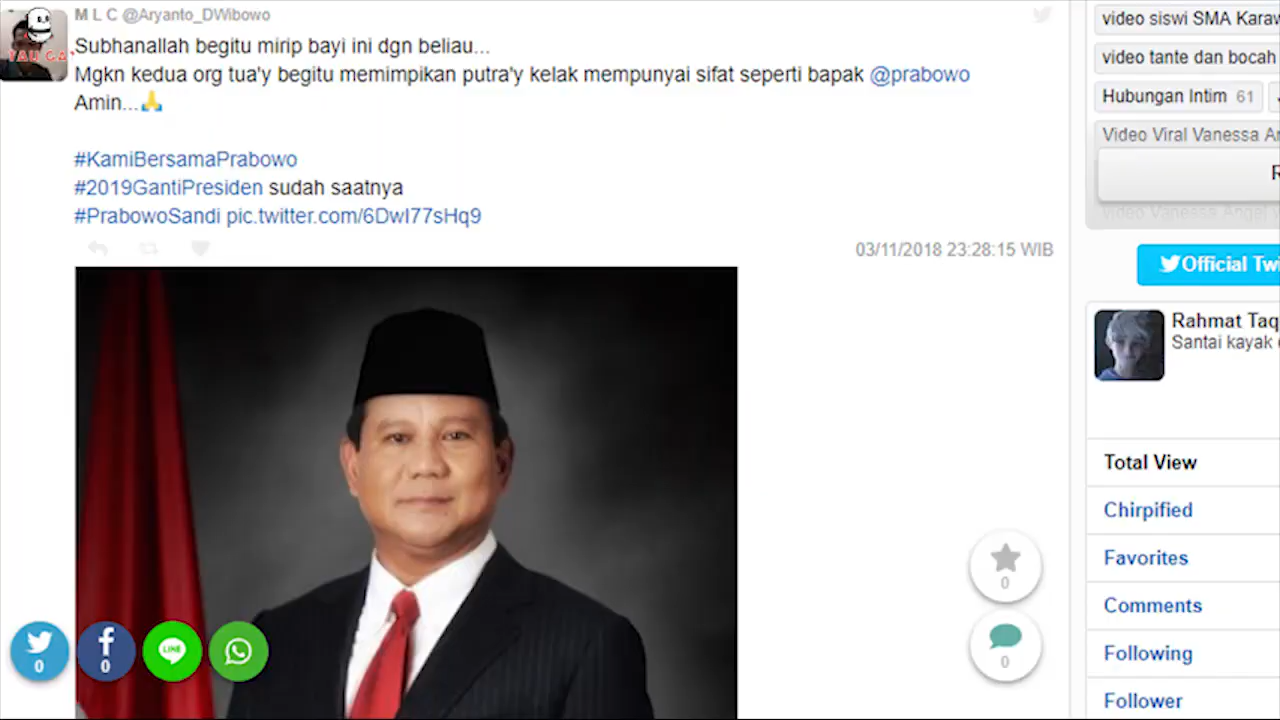 M L C @Aryanto_DWibowo
Subhanallah begitu mirip bayi ini dgn beliau...
Mgkn kedua org tua'y begitu memimpikan putra'y kelak mempunyai sifat seperti bapak @prabowo
Amin...🙏
#KamiBersamaPrabowo
#2019GantiPresiden sudah saatnya
#PrabowoSandi pic.twitter.com/6DwI77sHq9
03/11/2018 23:28:15 WIB
0
0
0
0
video siswi SMA Karaw
video tante dan bocah
Hubungan Intim 61
Video Viral Vanessa An
R
video Vanessa Angel
Official Twi
Rahmat Taq
Santai kayak
Total View
Chirpified
Favorites
Comments
Following
Follower